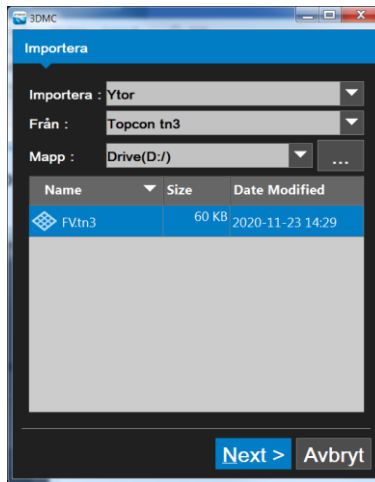 3DMC
Importera
Importera : Ytor
Från : Topcon tn3
Mapp : Drive(D:/) ...
Name Size Date Modified
FV.tn3 60 KB 2020-11-23 14:29
Next > Avbryt